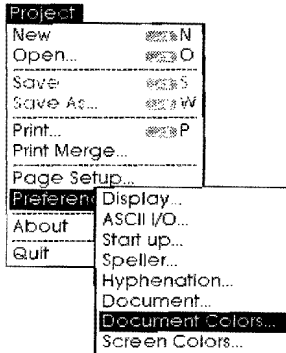 Project
New N
Open... O
Save S
Save As... W
Print... P
Print Merge...
Page Setup...
Preferenc
About
Quit
Display...
ASCII I/O...
Start up...
Speller...
Hyphenation...
Document...
Document Colors...
Screen Colors...